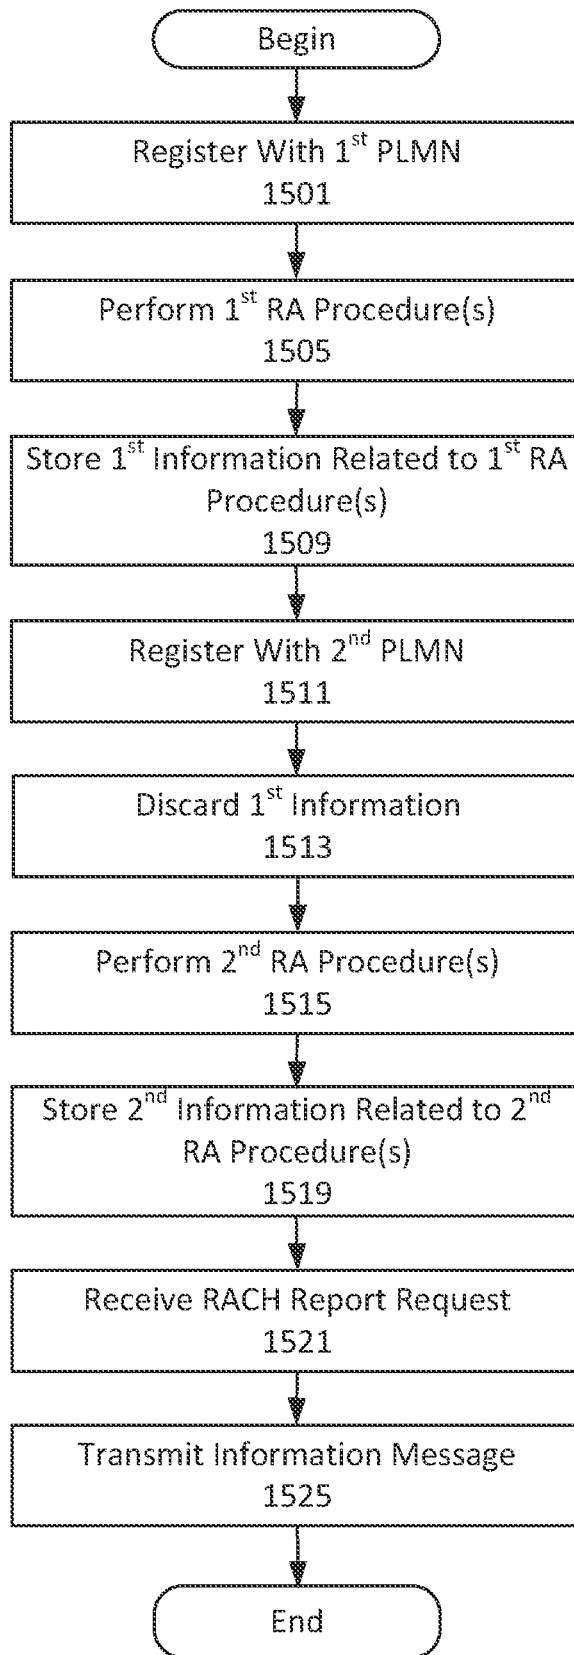 Begin
Register With 1st PLMN
1501
Perform 1st RA Procedure(s)
1505
Store 1st Information Related to 1st RA
Procedure(s)
1509
Register With 2nd PLMN
1511
Discard 1st Information
1513
Perform 2nd RA Procedure(s)
1515
Store 2nd Information Related to 2nd
RA Procedure(s)
1519
Receive RACH Report Request
1521
Transmit Information Message
1525
End